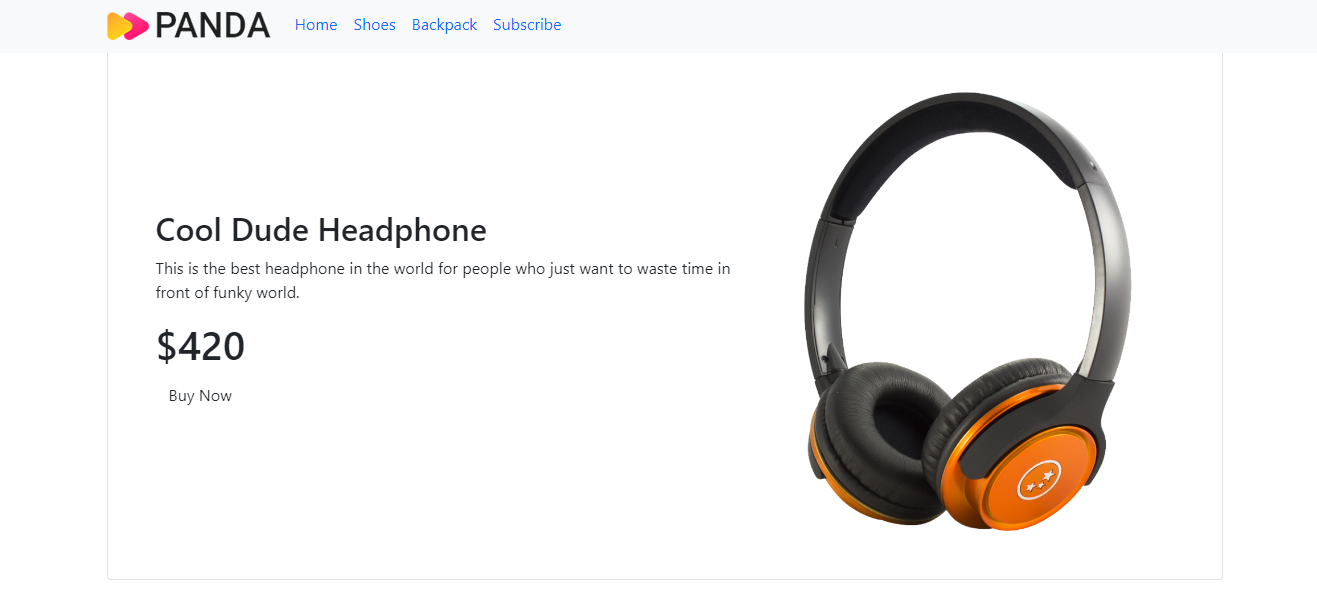 PANDA Home Shoes Backpack Subscribe
Cool Dude Headphone
This is the best headphone in the world for people who just want to waste time in
front of funky world.
$420
Buy Now